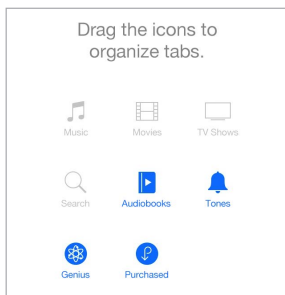 Drag the icons to
organize tabs.
Music Movies TV Shows
Search Audiobooks Tones
Genius Purchased